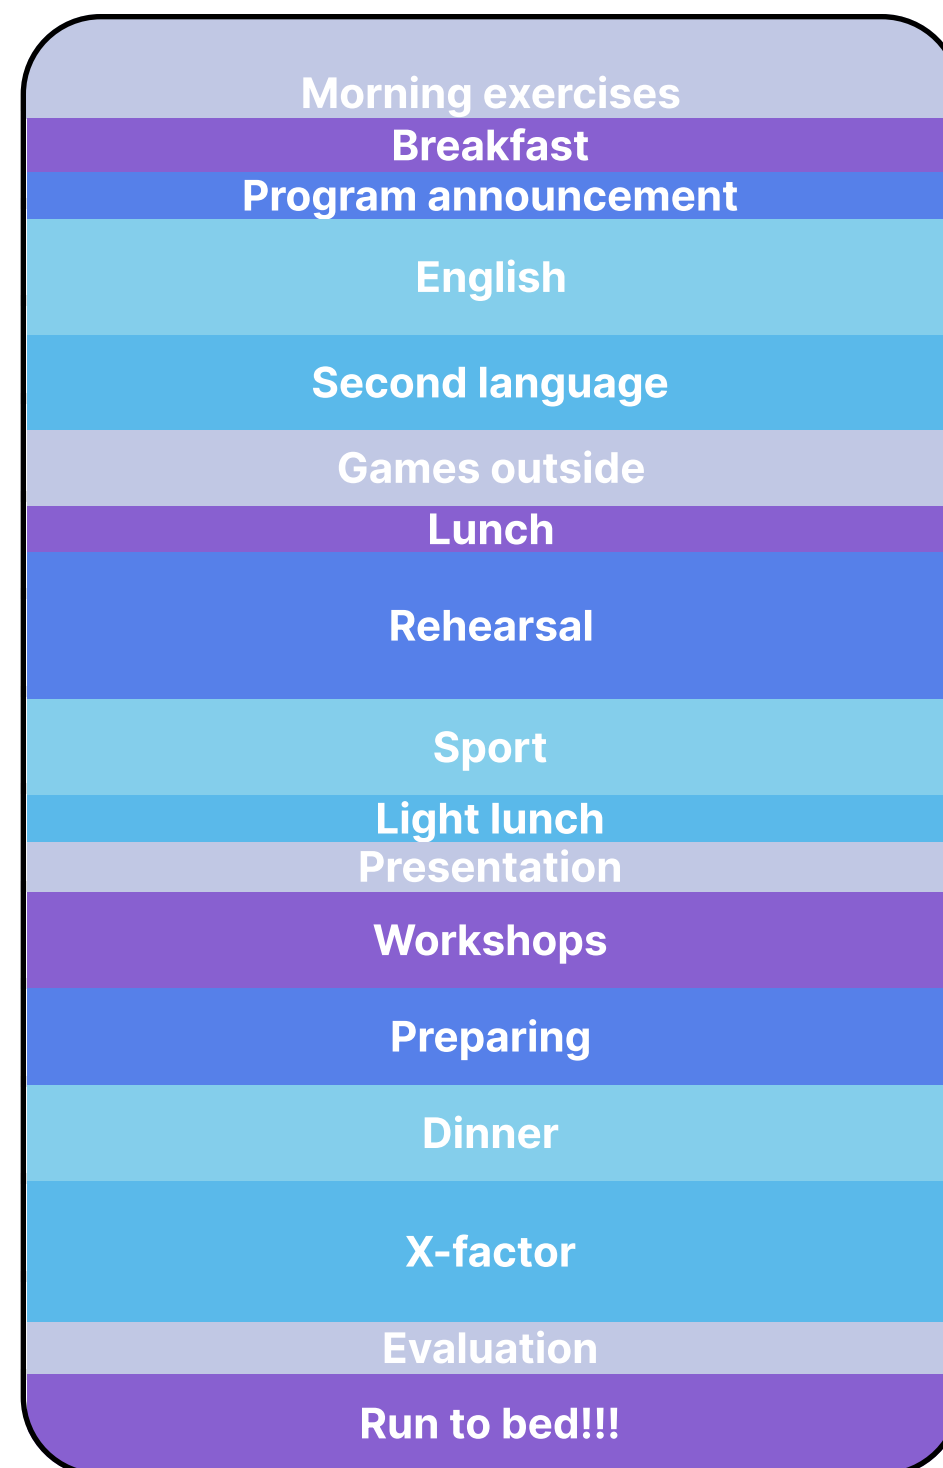 Morning exercises
Breakfast
Program announcement
English
Second language
Games outside
Lunch
Rehearsal
Sport
Light lunch
Presentation
Workshops
Preparing
Dinner
X-factor
Evaluation
Run to bed!!!